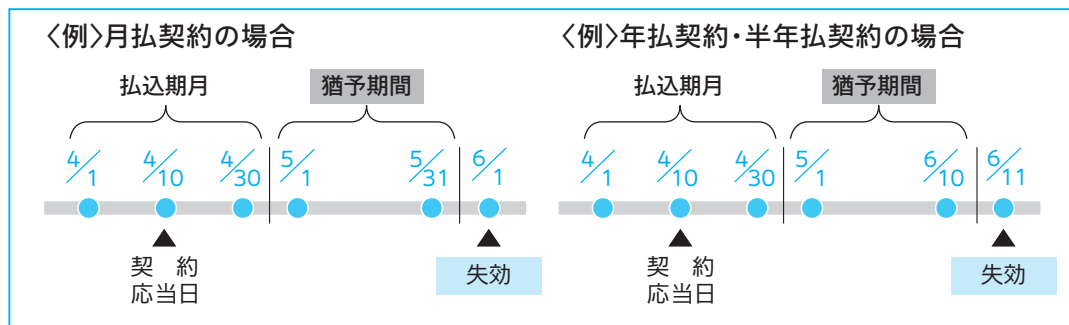 〈例〉月払契約の場合
払込期月
猶予期間
4/1
4/10
4/30
5/1
5/31
6/1
契約
応当日
失効
〈例〉年払契約・半年払契約の場合
払込期月
猶予期間
4/1
4/10
4/30
5/1
6/10
6/11
契約
応当日
失効